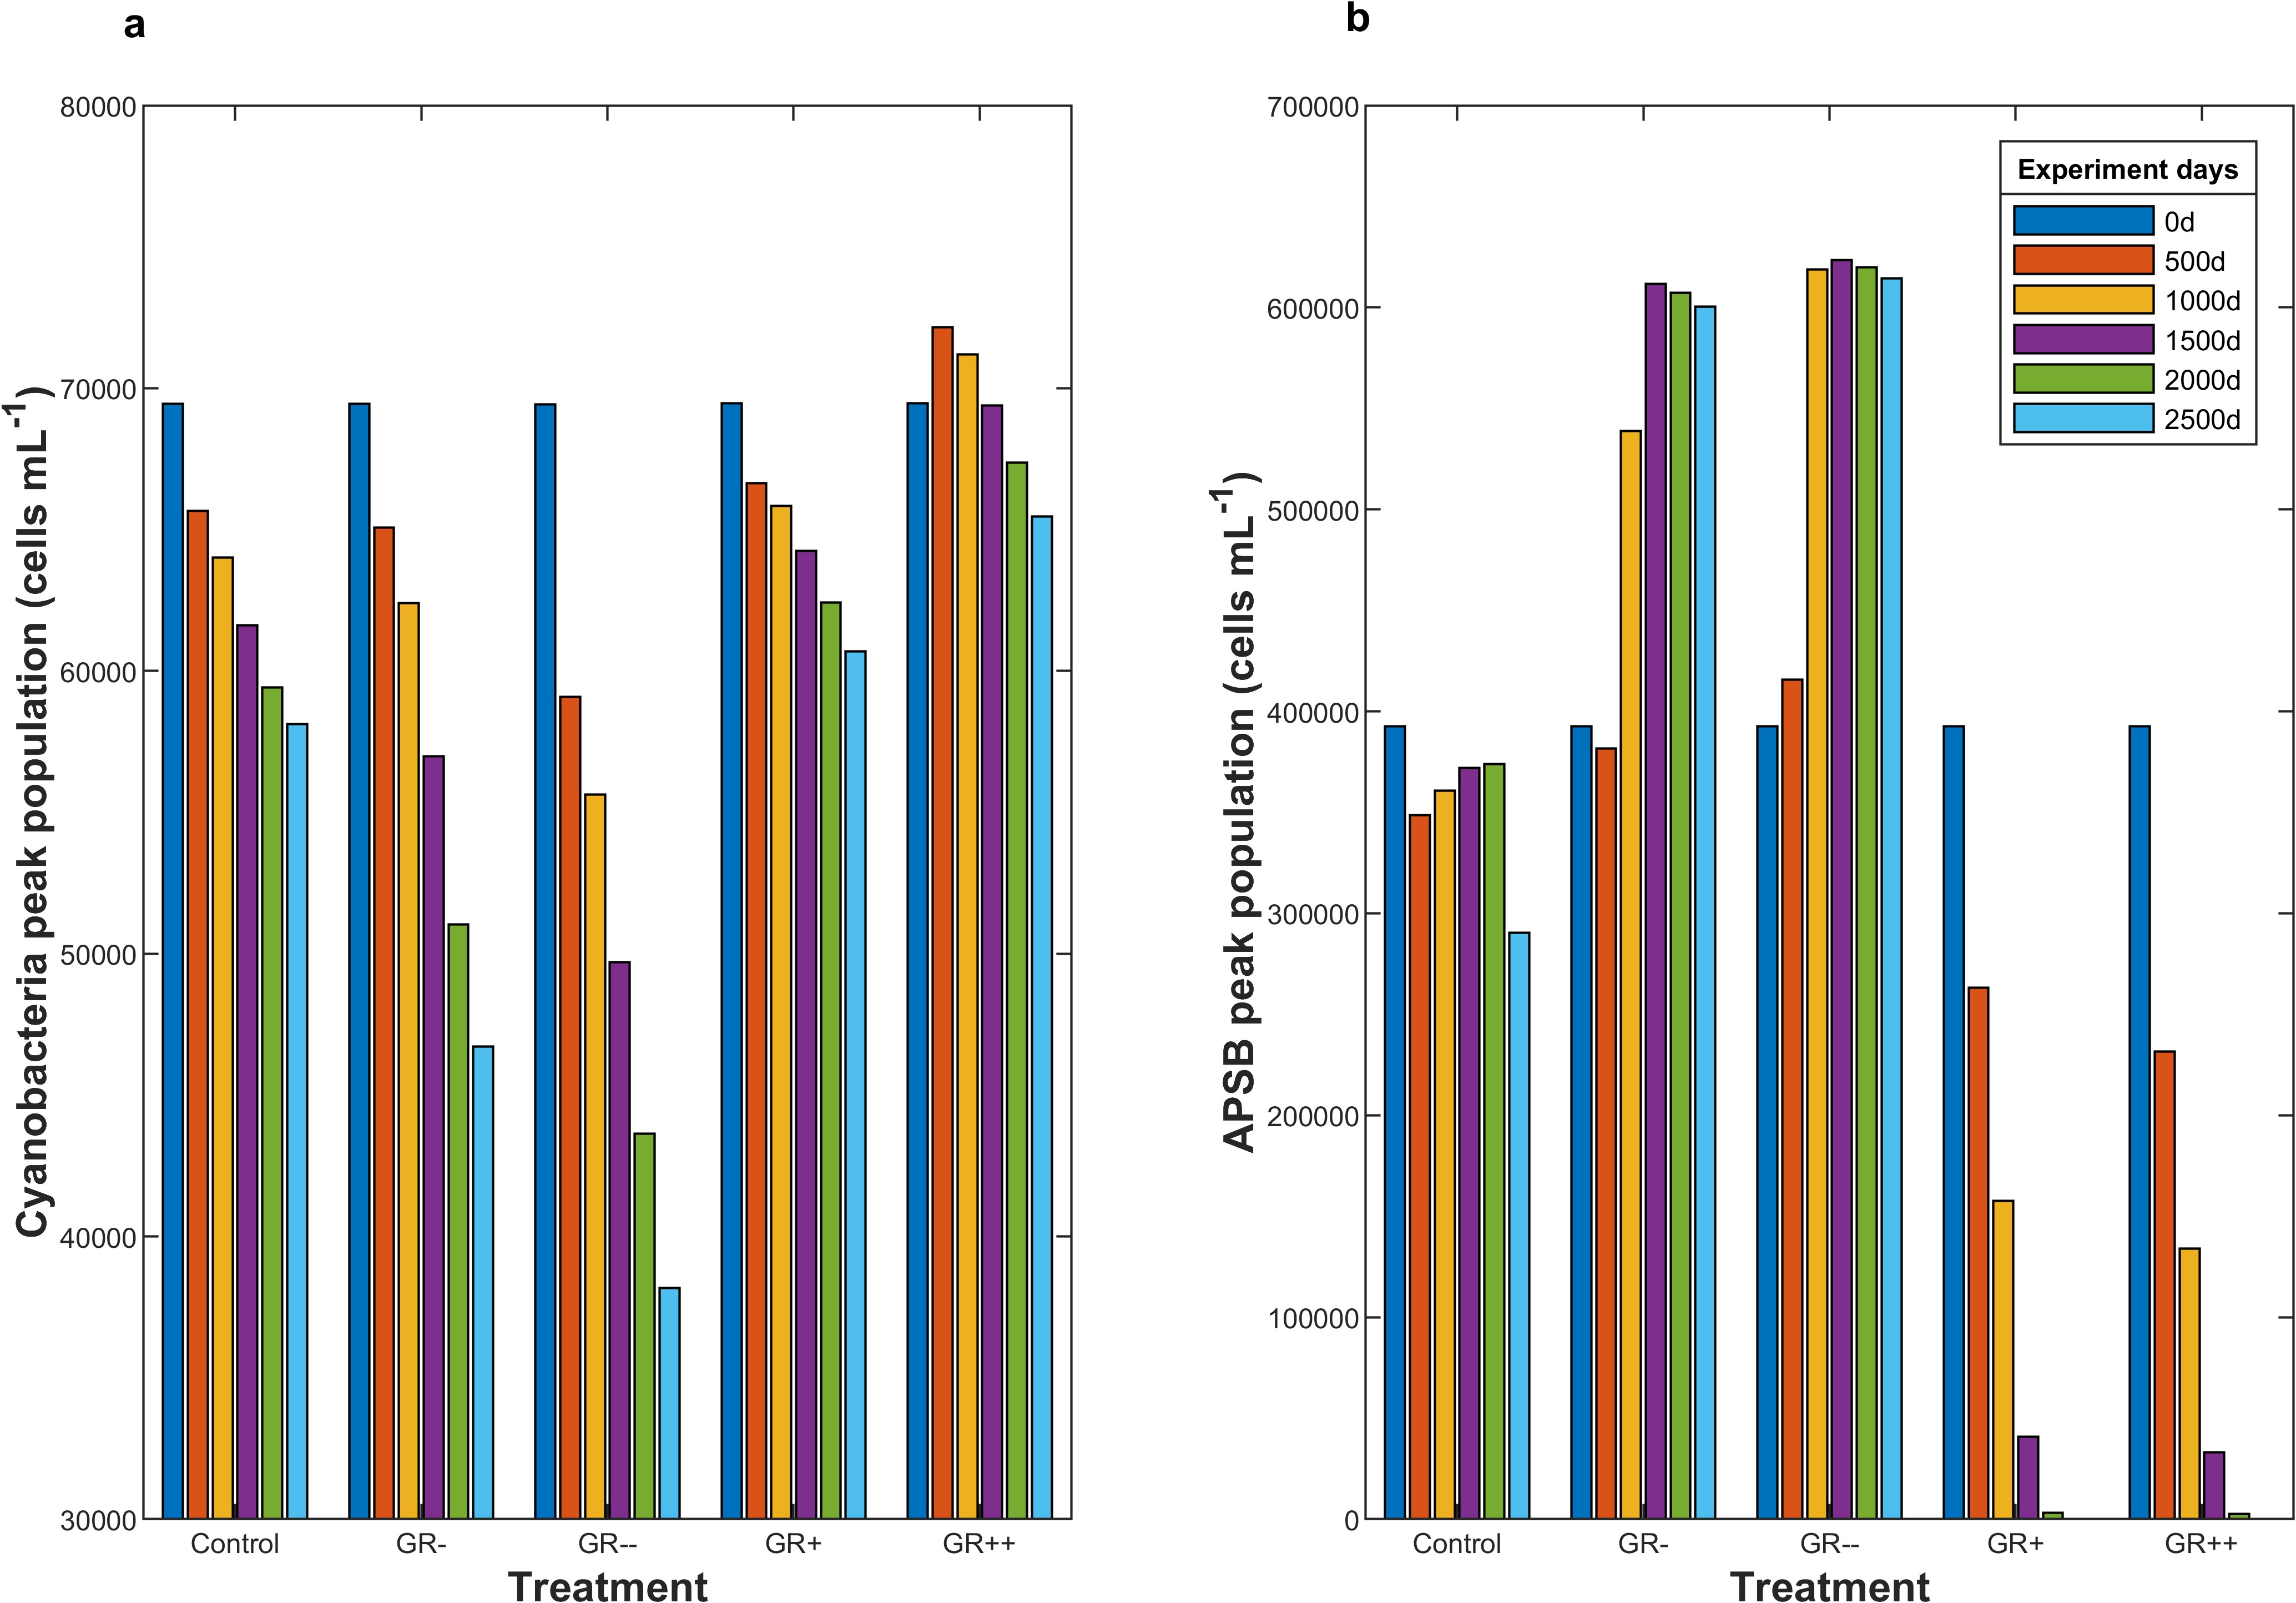 a
80000
70000
60000
50000
40000
30000
Cyanobacteria peak population (cells mL-1)
Control GR- GR-- GR+ GR++
Treatment
b
700000
600000
500000
400000
300000
200000
100000
0
APSB peak population (cells mL-1)
Experiment days
0d
500d
1000d
1500d
2000d
2500d
Control GR- GR-- GR+ GR++
Treatment